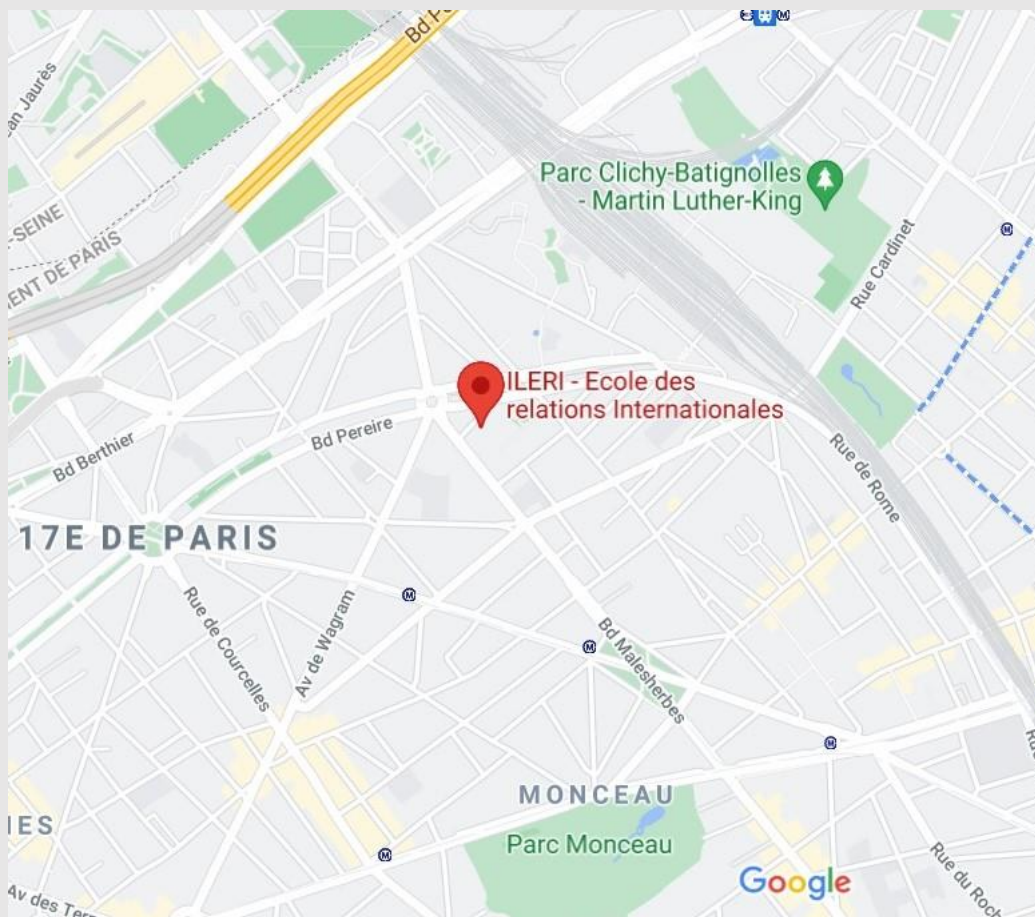 Bd P
an Jaurès
Parc Clichy-Batignolles
- Martin Luther-King
-SEINE
ENT DE PARIS
Rue Cardinet
ILERI - Ecole des
relations Internationales
Bd Pereire
Bd Berthier
Rue de Rome
17E DE PARIS
Rue de Courcelles
Av de Wagram
Bd Malesherbes
MONCEAU
Parc Monceau
Google
Av des Ter
Rue du Roch
NES
M
M
M
M
M
M